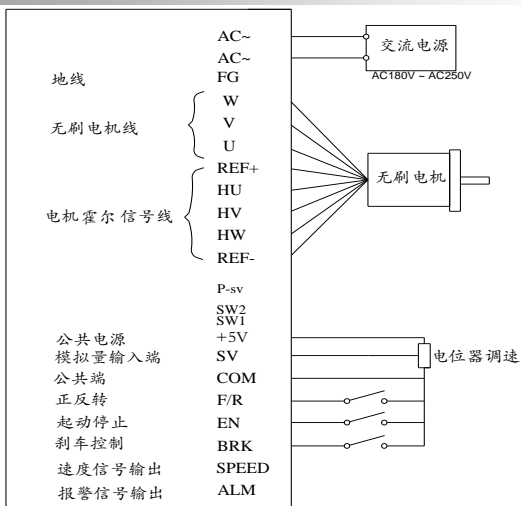 AC~
AC~
交流电源
AC180V ~ AC250V
地线 FG
W
无刷电机线 V
U
REF+
HU
电机霍尔信号线 HV
HW
REF-
无刷电机
P-sv
SW2
SW1
公共电源 +5V
模拟量输入端 SV
电位器调速
公共端 COM
正反转 F/R
起动停止 EN
刹车控制 BRK
速度信号输出 SPEED
报警信号输出 ALM